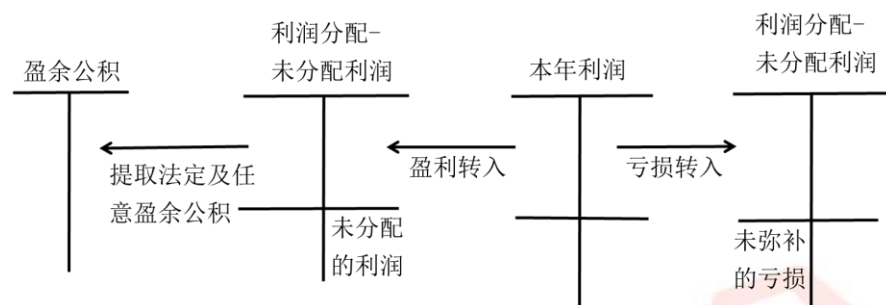 盈余公积
利润分配-
未分配利润
本年利润
利润分配-
未分配利润
提取法定及任
意盈余公积
盈利转入
亏损转入
未分配
的利润
未弥补
的亏损